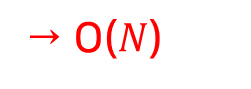 → O(N)